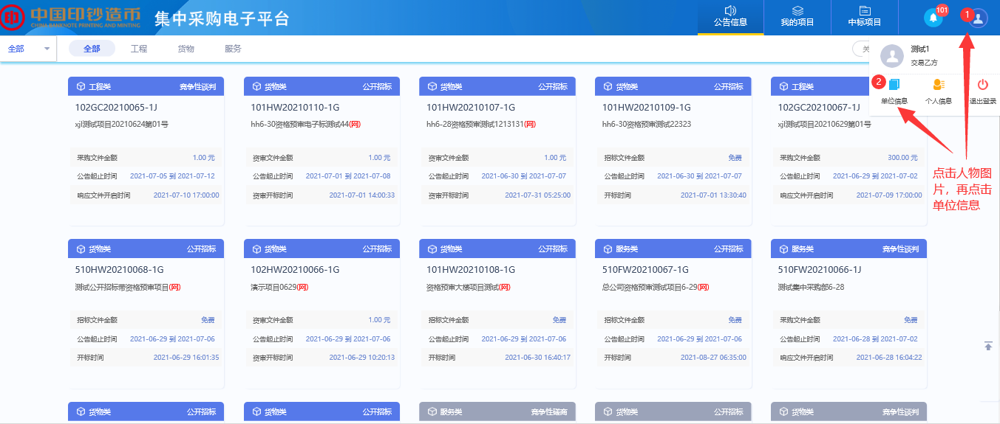 中国印钞造币
CHINA BANKNOTE PRINTING AND MINTING
集中采购电子平台
公告信息
我的项目
中标项目
101
1
全部
全部 工程 货物 服务
关
测试1
交易乙方
2
单位信息 个人信息 退出登录
点击人物图
片，再点击
单位信息
工程类 竞争性谈判
102GC20210065-1J
xjl测试项目20210624第01号
采购文件金额 1.00 元
公告起止时间 2021-07-05 到 2021-07-12
响应文件开启时间 2021-07-10 17:00:00
货物类 公开招标
101HW20210110-1G
hh6-30资格预审电子标测试44(网)
资审文件金额 1.00 元
公告起止时间 2021-07-01 到 2021-07-08
资审开标时间 2021-07-01 14:00:33
货物类 公开招标
101HW20210107-1G
hh6-28资格预审测试1213131(网)
资审文件金额 1.00 元
公告起止时间 2021-06-30 到 2021-07-07
资审开标时间 2021-07-31 05:25:00
货物类 公开招标
101HW20210109-1G
hh6-30资格预审测试22323
招标文件金额 免费
公告起止时间 2021-06-30 到 2021-07-07
开标时间 2021-07-01 13:30:40
工程类
102GC20210067-1J
xjl测试项目20210629第01号
采购文件金额 300.00 元
公告起止时间 2021-06-29 到 2021-07-02
响应文件开启时间 2021-07-09 17:00:00
货物类 公开招标
510HW20210068-1G
测试公开招标带资格预审项目(网)
招标文件金额 免费
公告起止时间 2021-06-29 到 2021-07-06
开标时间 2021-06-29 16:01:35
货物类 公开招标
102HW20210066-1G
演示项目0629(网)
资审文件金额 1.00 元
公告起止时间 2021-06-29 到 2021-07-06
资审开标时间 2021-06-29 10:20:13
货物类 公开招标
101HW20210108-1G
资格预审大楼项目测试(网)
招标文件金额 免费
公告起止时间 2021-06-29 到 2021-07-06
开标时间 2021-06-30 16:40:17
服务类 公开招标
510FW20210067-1G
总公司资格预审测试项目6-29(网)
招标文件金额 免费
公告起止时间 2021-06-29 到 2021-07-06
开标时间 2021-08-27 06:35:00
服务类 竞争性谈判
510FW20210066-1J
测试集中采购部6-28
采购文件金额 免费
公告起止时间 2021-06-28 到 2021-07-02
响应文件开启时间 2021-06-28 16:04:22
货物类 公开招标
货物类 公开招标
服务类 竞争性磋商
货物类 公开招标
货物类 竞争性谈判